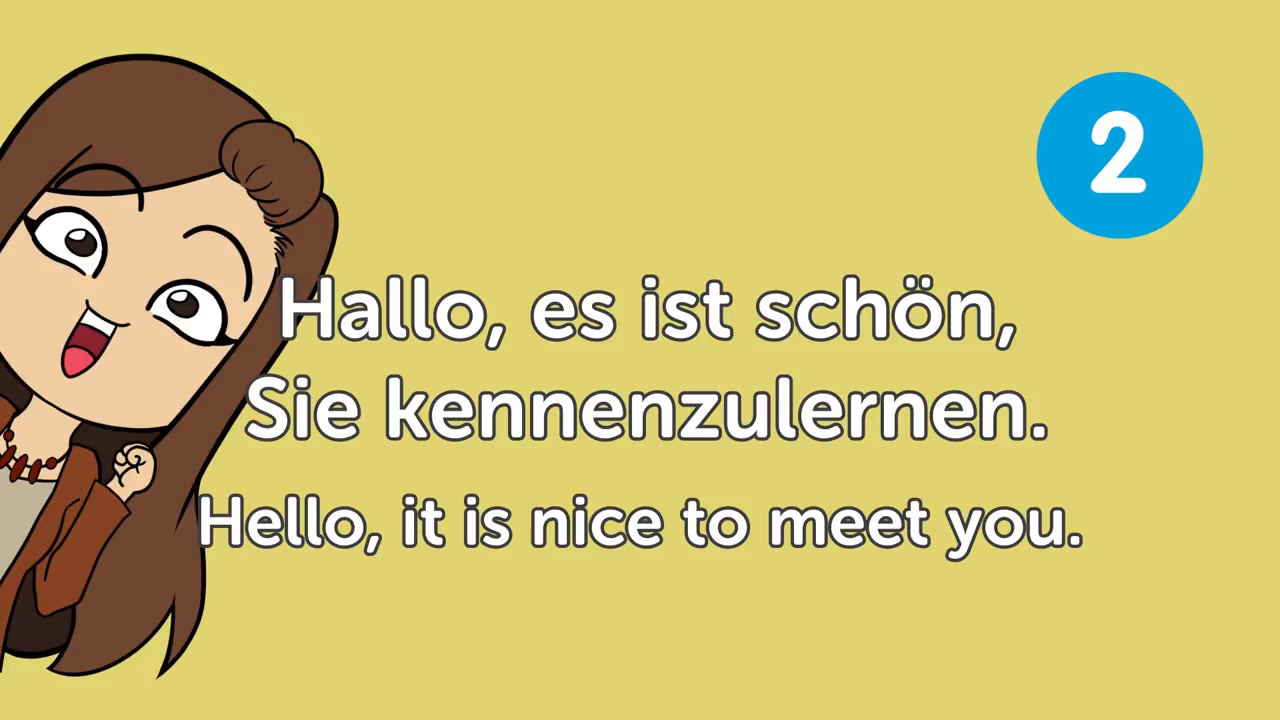 2
Hallo, es ist schön,
Sie kennenzulernen.
Hello, it is nice to meet you.